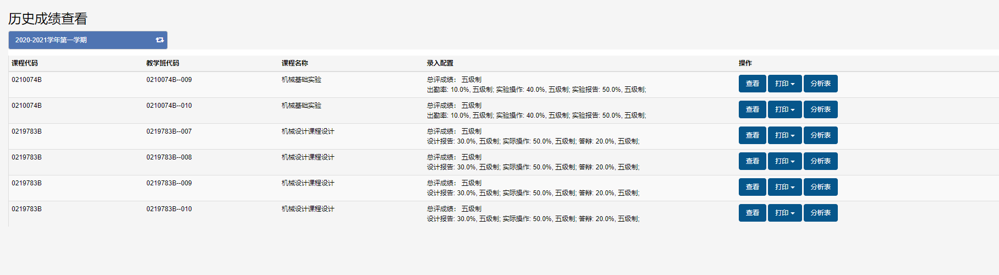 历史成绩查看
2020-2021学年第一学期
课程代码 教学班代码 课程名称 录入配置 操作
0210074B 0210074B--009 机械基础实验 总评成绩： 五级制
出勤率: 10.0%, 五级制; 实验操作: 40.0%, 五级制; 实验报告: 50.0%, 五级制;
查看 打印 分析表
0210074B 0210074B--010 机械基础实验 总评成绩： 五级制
出勤率: 10.0%, 五级制; 实验操作: 40.0%, 五级制; 实验报告: 50.0%, 五级制;
查看 打印 分析表
0219783B 0219783B--007 机械设计课程设计 总评成绩： 五级制
设计报告: 30.0%, 五级制; 实际操作: 50.0%, 五级制; 答辩: 20.0%, 五级制;
查看 打印 分析表
0219783B 0219783B--008 机械设计课程设计 总评成绩： 五级制
设计报告: 30.0%, 五级制; 实际操作: 50.0%, 五级制; 答辩: 20.0%, 五级制;
查看 打印 分析表
0219783B 0219783B--009 机械设计课程设计 总评成绩： 五级制
设计报告: 30.0%, 五级制; 实际操作: 50.0%, 五级制; 答辩: 20.0%, 五级制;
查看 打印 分析表
0219783B 0219783B--010 机械设计课程设计 总评成绩： 五级制
设计报告: 30.0%, 五级制; 实际操作: 50.0%, 五级制; 答辩: 20.0%, 五级制;
查看 打印 分析表